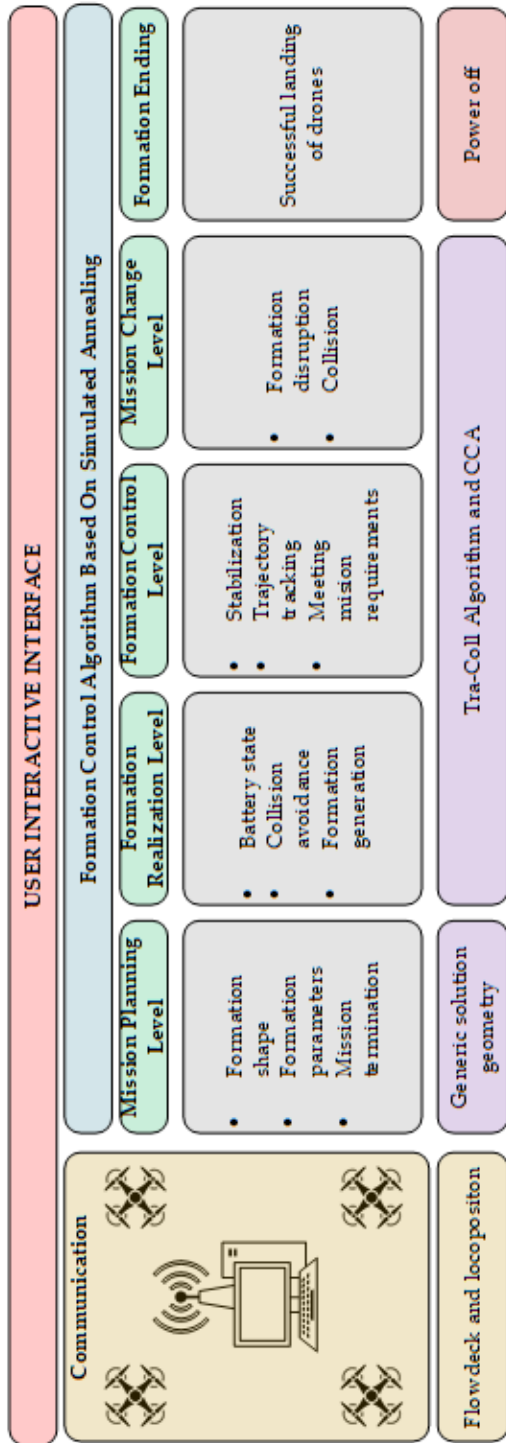 USER INTERACTIVE INTERFACE
Communication
Formation Control Algorithm Based On Simulated Annealing
Mission Planning
Level
• Formation
shape
• Formation
parameters
• Mission
termination
Formation
Realization Level
• Battery state
• Collision
avoidance
• Formation
generation
Formation Control
Level
• Stabilization
• Trajectory
tracking
• Meeting
mision
requirements
Mission Change
Level
• Formation
disruption
• Collision
Formation Ending
Successful landing
of drones
Flowdeck and locopositon
Generic solution
geometry
Tra-Coll Algorithm and CCA
Power off